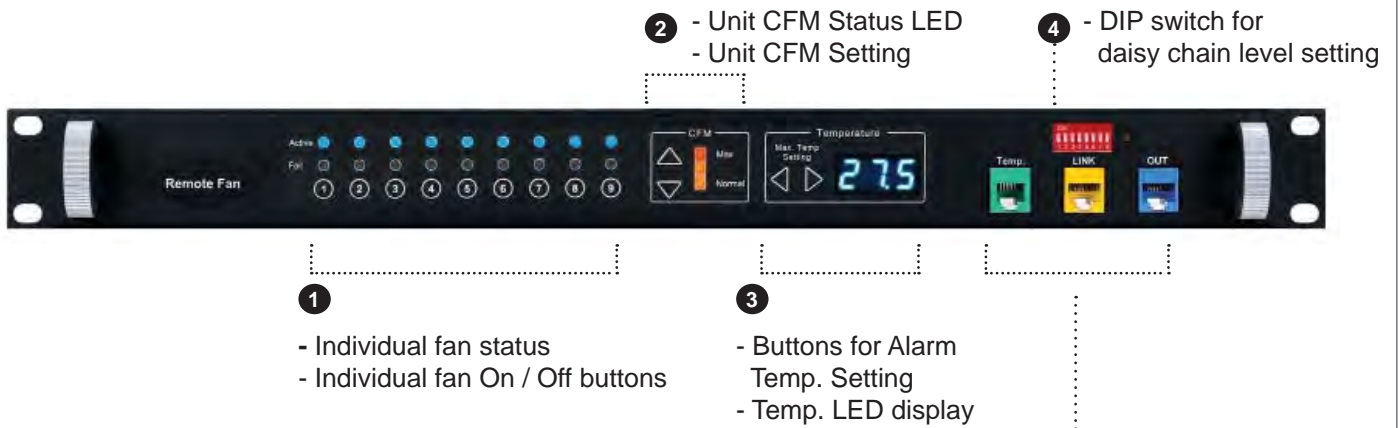 2
- Unit CFM Status LED
- Unit CFM Setting
4
- DIP switch for
daisy chain level setting
Remote Fan
Active
Fail
1 2 3 4 5 6 7 8 9
CFM
Max
Normal
Temperature
Max. Temp
Setting
27.5
Temp.
LINK
OUT
1
- Individual fan status
- Individual fan On / Off buttons
3
- Buttons for Alarm
Temp. Setting
- Temp. LED display